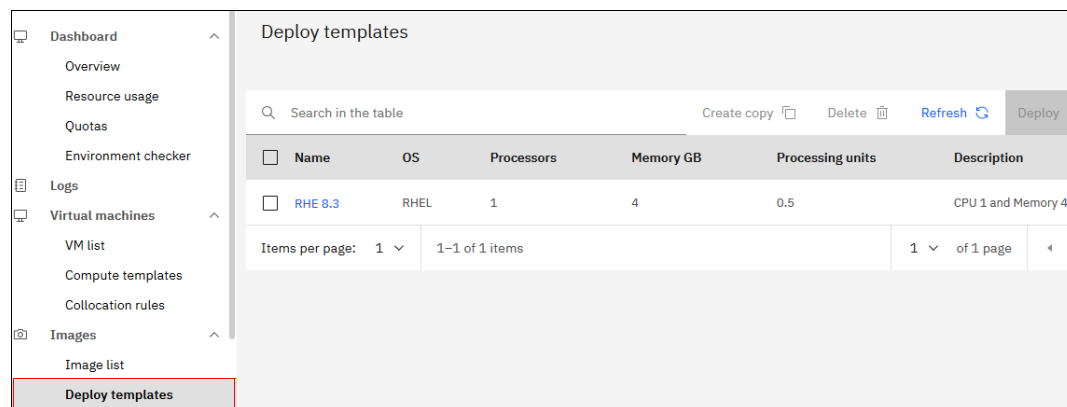 Dashboard
Overview
Resource usage
Quotas
Environment checker
Logs
Virtual machines
VM list
Compute templates
Collocation rules
Images
Image list
Deploy templates
Deploy templates
Search in the table
Create copy
Delete
Refresh
Deploy
Name OS Processors Memory GB Processing units Description
RHE 8.3 RHEL 1 4 0.5 CPU 1 and Memory 4
Items per page: 1 1–1 of 1 items 1 of 1 page